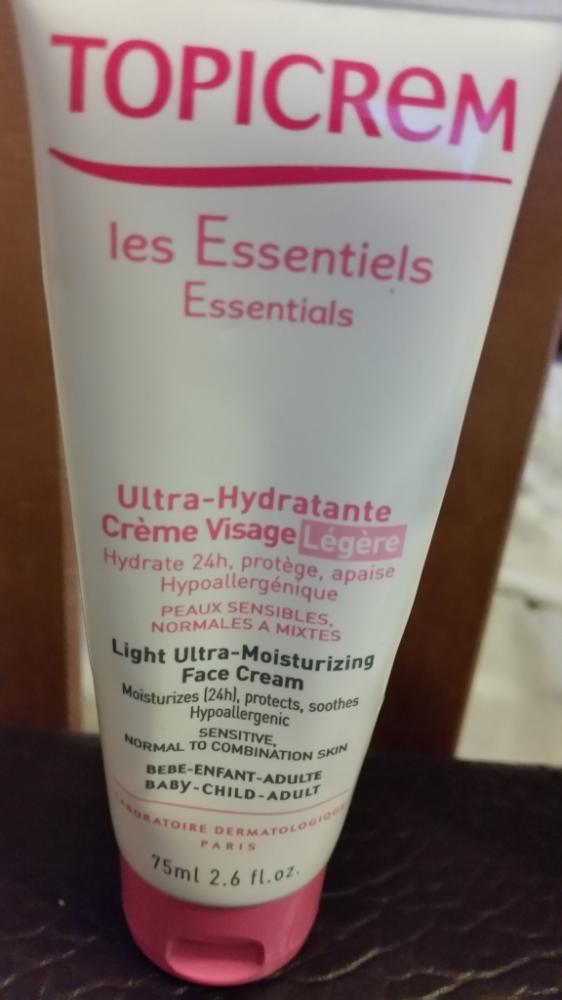 TOPICREM
les Essentiels
Essentials
Ultra-Hydratante
Crème Visage Légère
Hydrate 24h, protège, apaise
Hypoallergénique
PEAUX SENSIBLES,
NORMALES A MIXTES
Light Ultra-Moisturizing
Face Cream
Moisturizes (24h), protects, soothes
Hypoallergenic
SENSITIVE,
NORMAL TO COMBINATION SKIN
BEBE-ENFANT-ADULTE
BABY-CHILD-ADULT
LABORATOIRE DERMATOLOGIQUE
PARIS
75ml 2.6 fl.oz.